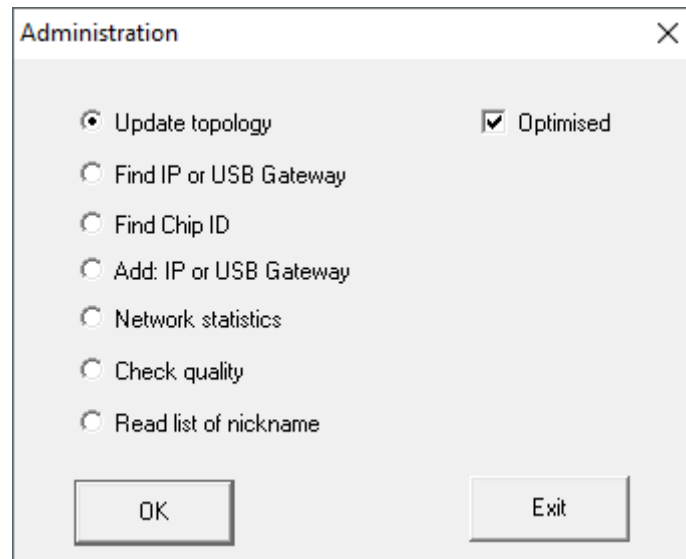 Administration
Update topology
Optimised
Find IP or USB Gateway
Find Chip ID
Add: IP or USB Gateway
Network statistics
Check quality
Read list of nickname
OK
Exit